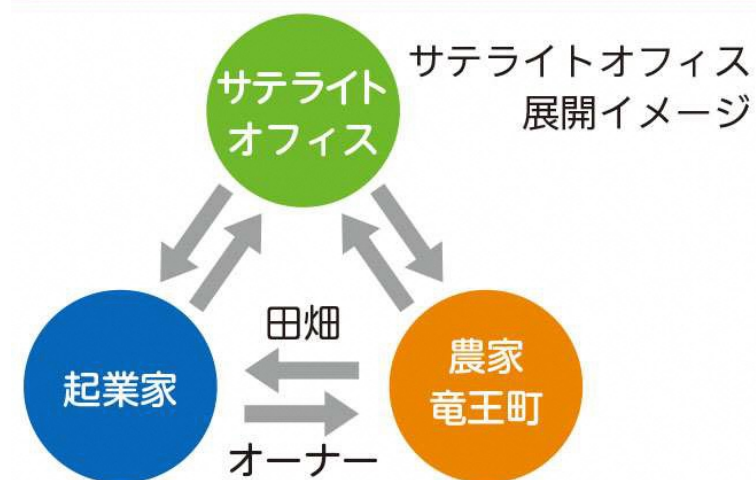 サテライトオフィス
展開イメージ
サテライト
オフィス
起業家
田畑
オーナー
農家
竜王町